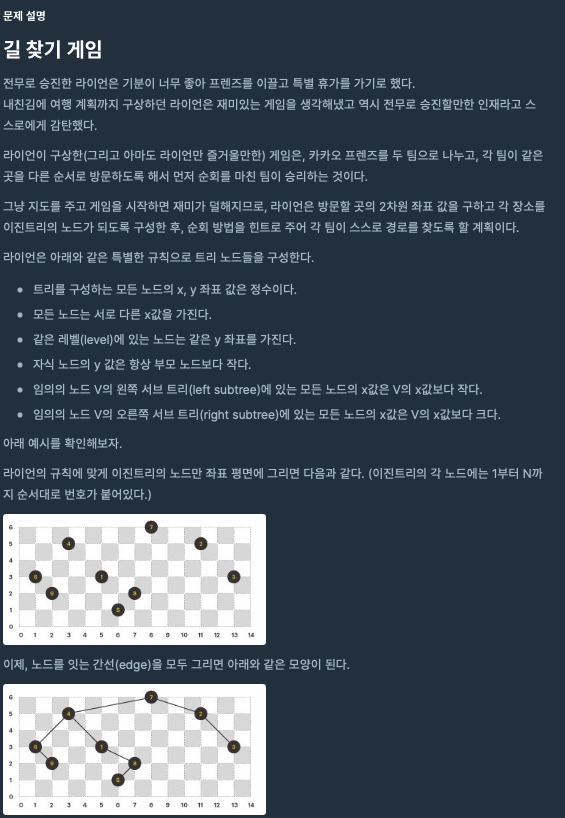 문제 설명
길 찾기 게임
전무로 승진한 라이언은 기분이 너무 좋아 프렌즈를 이끌고 특별 휴가를 가기로 했다.
내친김에 여행 계획까지 구상하던 라이언은 재미있는 게임을 생각해냈고 역시 전무로 승진할만한 인재라고 스
스로에게 감탄했다.
라이언이 구상한(그리고 아마도 라이언만 즐거울만한) 게임은, 카카오 프렌즈를 두 팀으로 나누고, 각 팀이 같은
곳을 다른 순서로 방문하도록 해서 먼저 순회를 마친 팀이 승리하는 것이다.
그냥 지도를 주고 게임을 시작하면 재미가 덜해지므로, 라이언은 방문할 곳의 2차원 좌표 값을 구하고 각 장소를
이진트리의 노드가 되도록 구성한 후, 순회 방법을 힌트로 주어 각 팀이 스스로 경로를 찾도록 할 계획이다.
라이언은 아래와 같은 특별한 규칙으로 트리 노드들을 구성한다.
트리를 구성하는 모든 노드의 x, y 좌표 값은 정수이다.
모든 노드는 서로 다른 x값을 가진다.
같은 레벨(level)에 있는 노드는 같은 y 좌표를 가진다.
자식 노드의 y 값은 항상 부모 노드보다 작다.
임의의 노드 V의 왼쪽 서브 트리(left subtree)에 있는 모든 노드의 x값은 V의 x값보다 작다.
임의의 노드 V의 오른쪽 서브 트리(right subtree)에 있는 모든 노드의 x값은 V의 x값보다 크다.
아래 예시를 확인해보자.
라이언의 규칙에 맞게 이진트리의 노드만 좌표 평면에 그리면 다음과 같다. (이진트리의 각 노드에는 1부터 N까
지 순서대로 번호가 붙어있다.)
6 7
5 4 2
4
3 6 1 3
2 9 8
1 5
0 1 2 3 4 5 6 7 8 9 10 11 12 13 14
이제, 노드를 잇는 간선(edge)을 모두 그리면 아래와 같은 모양이 된다.
6 7
5 4 2
4
3 6 1 3
2 9 8
1 5
0 1 2 3 4 5 6 7 8 9 10 11 12 13 14